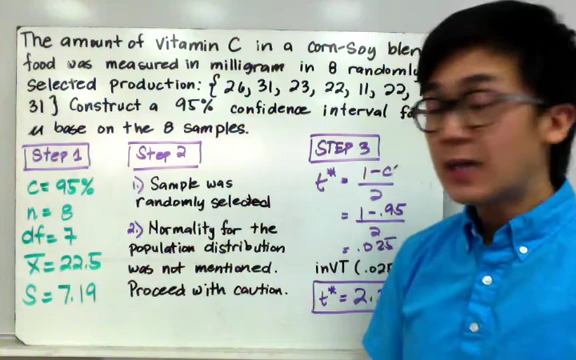 The amount of vitamin C in a corn-soy blen
food was measured in milligram in 8 randomly
selected production: { 26, 31, 23, 22, 11, 22,
31 } Construct a 95% confidence interval fo
μ base on the 8 samples.
Step 1
C = 95%
n = 8
df = 7
x̄ = 22.5
S = 7.19
Step 2
1.) Sample was
randomly selected
2.) Normality for the
population distribution
was not mentioned.
Proceed with caution.
STEP 3
t* = 1-C / 2
= 1-.95 / 2
= .025
invT (.025
t* = 2.